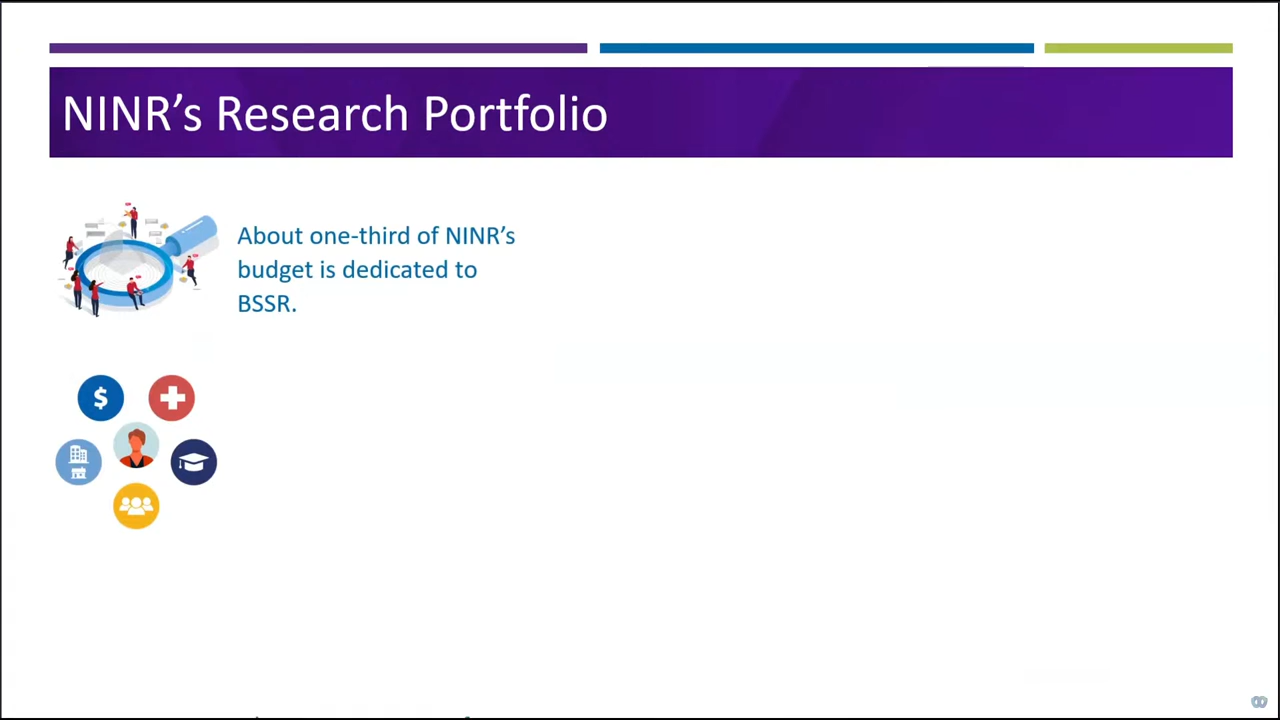 NINR’s Research Portfolio
About one-third of NINR’s
budget is dedicated to
BSSR.
$